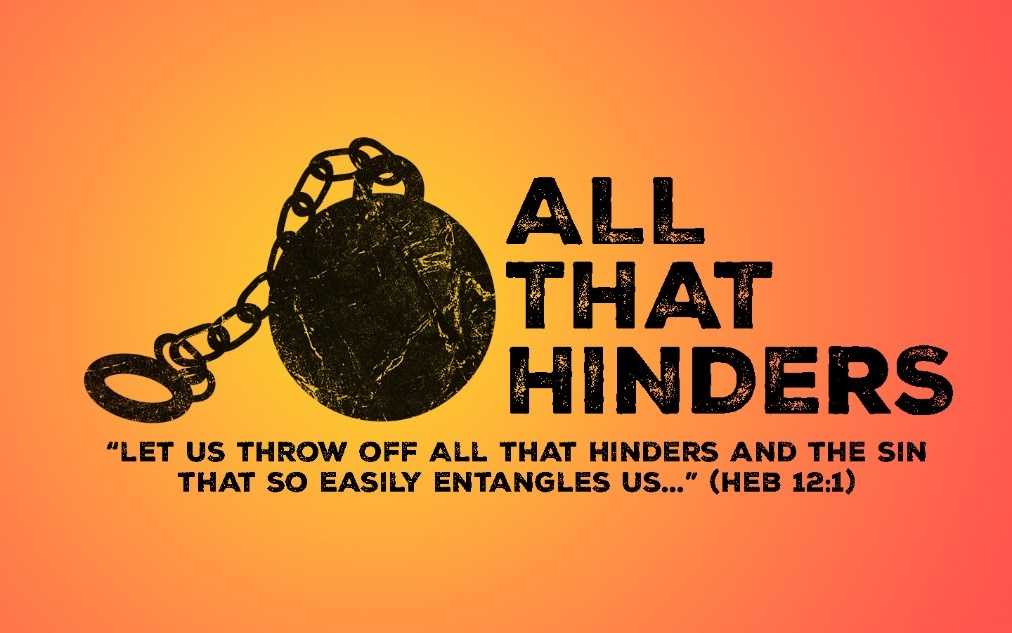 ALL
THAT
HINDERS
“LET US THROW OFF ALL THAT HINDERS AND THE SIN
THAT SO EASILY ENTANGLES US...” (HEB 12:1)